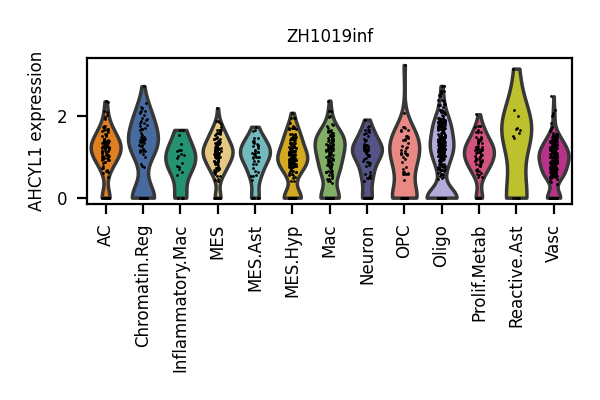 ZH1019inf
AHCYL1 expression
2
0
AC
Chromatin.Reg
Inflammatory.Mac
MES
MES.Ast
MES.Hyp
Mac
Neuron
OPC
Oligo
Prolif.Metab
Reactive.Ast
Vasc